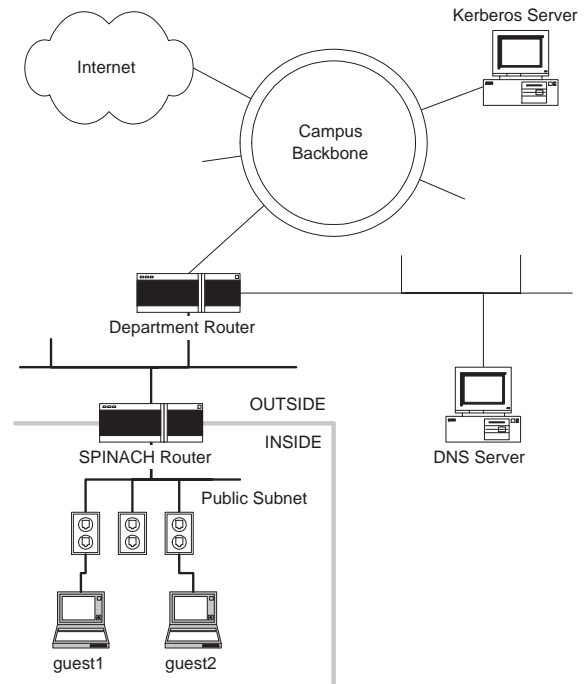 Kerberos Server
Internet
Campus
Backbone
Department Router
OUTSIDE
INSIDE
SPINACH Router
DNS Server
Public Subnet
guest1
guest2